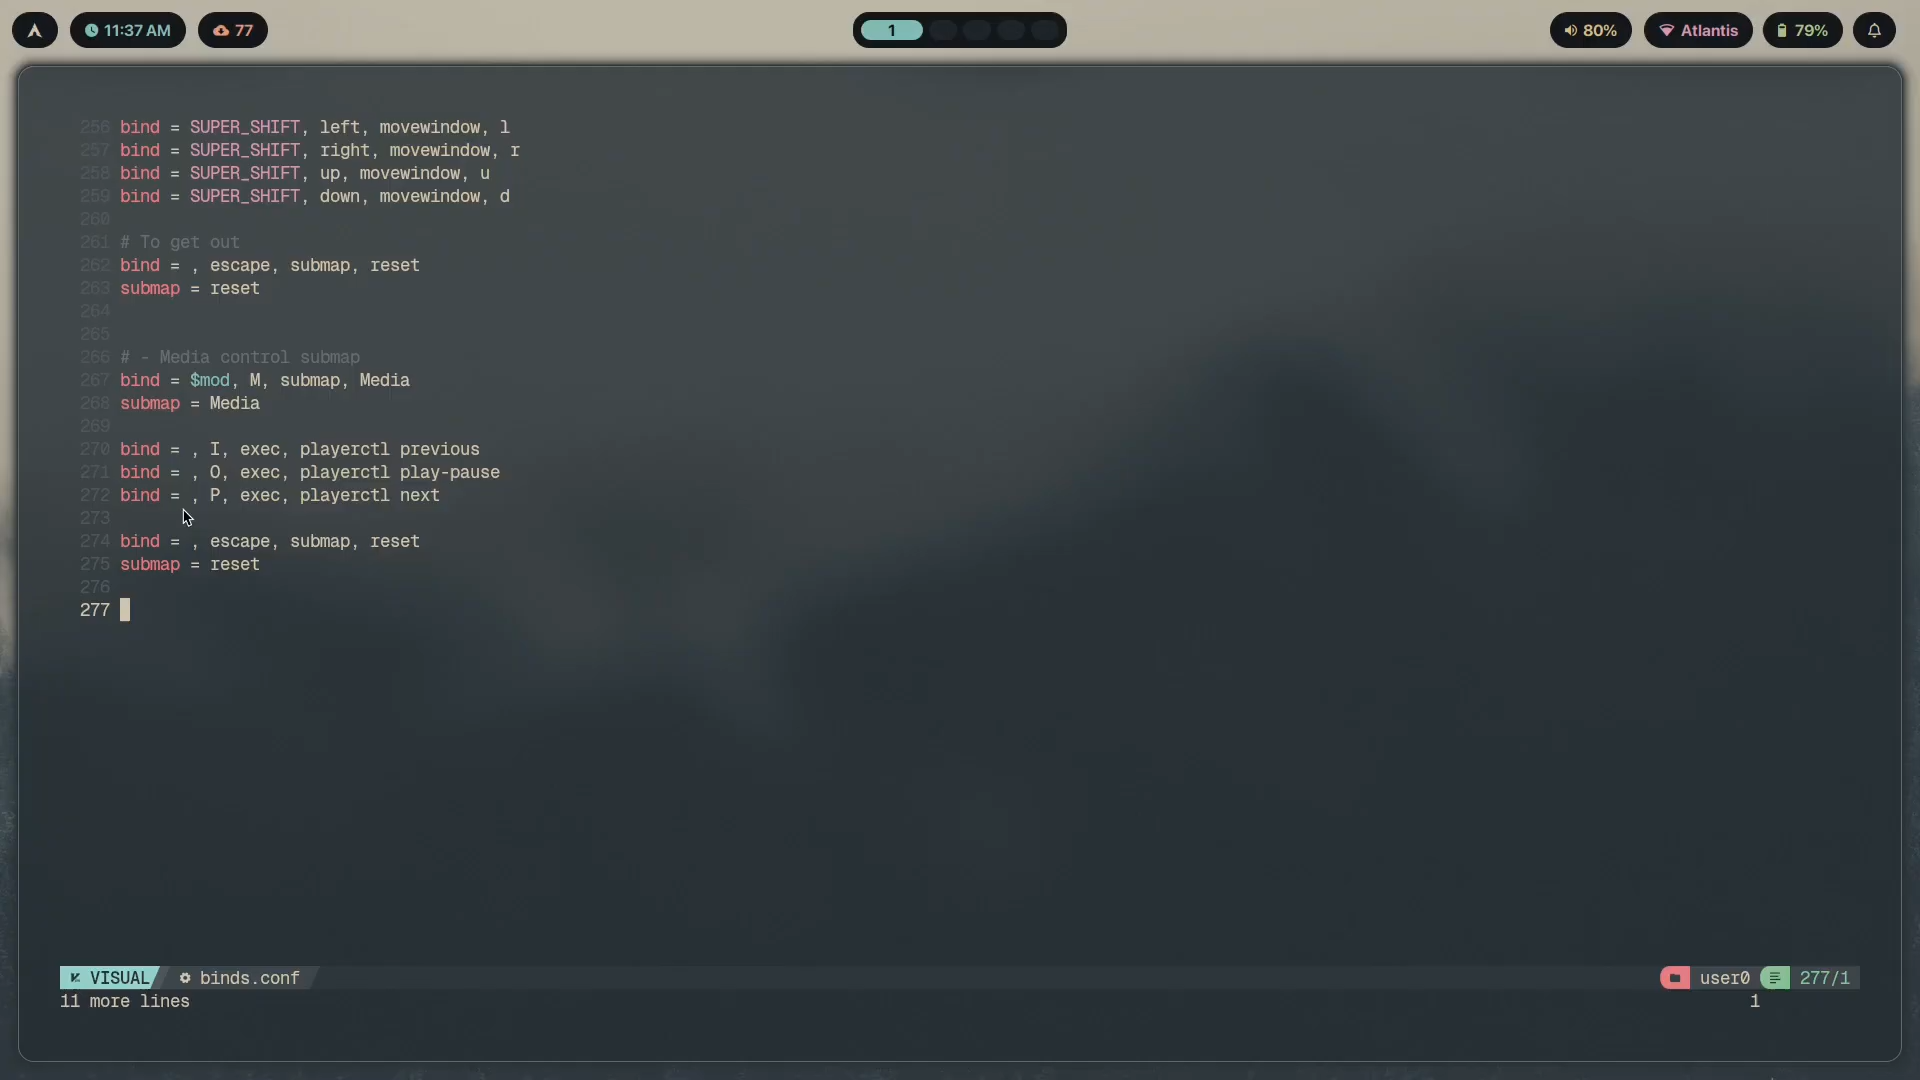 11:37 AM 77 1 80% Atlantis 79%
256 bind = SUPER_SHIFT, left, movewindow, l
257 bind = SUPER_SHIFT, right, movewindow, r
258 bind = SUPER_SHIFT, up, movewindow, u
259 bind = SUPER_SHIFT, down, movewindow, d
260
261 # To get out
262 bind = , escape, submap, reset
263 submap = reset
264
265
266 # - Media control submap
267 bind = $mod, M, submap, Media
268 submap = Media
269
270 bind = , I, exec, playerctl previous
271 bind = , O, exec, playerctl play-pause
272 bind = , P, exec, playerctl next
273
274 bind = , escape, submap, reset
275 submap = reset
276
277
VISUAL binds.conf user0 277/1
11 more lines 1